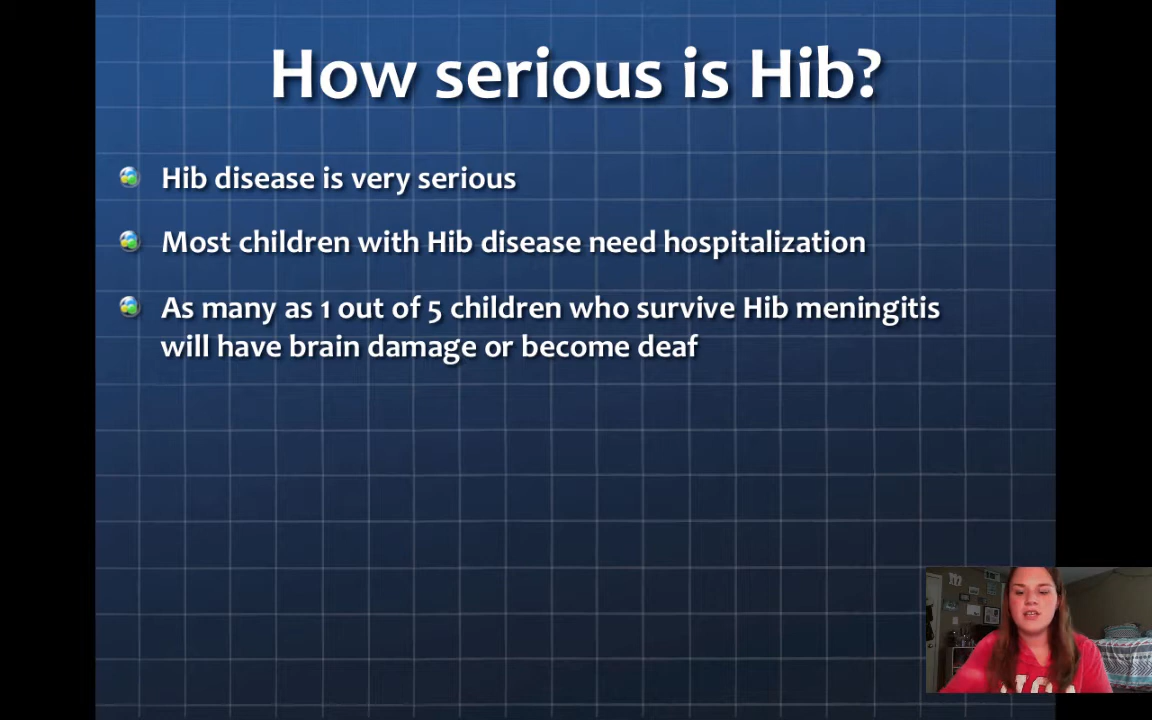 How serious is Hib?
Hib disease is very serious
Most children with Hib disease need hospitalization
As many as 1 out of 5 children who survive Hib meningitis
will have brain damage or become deaf